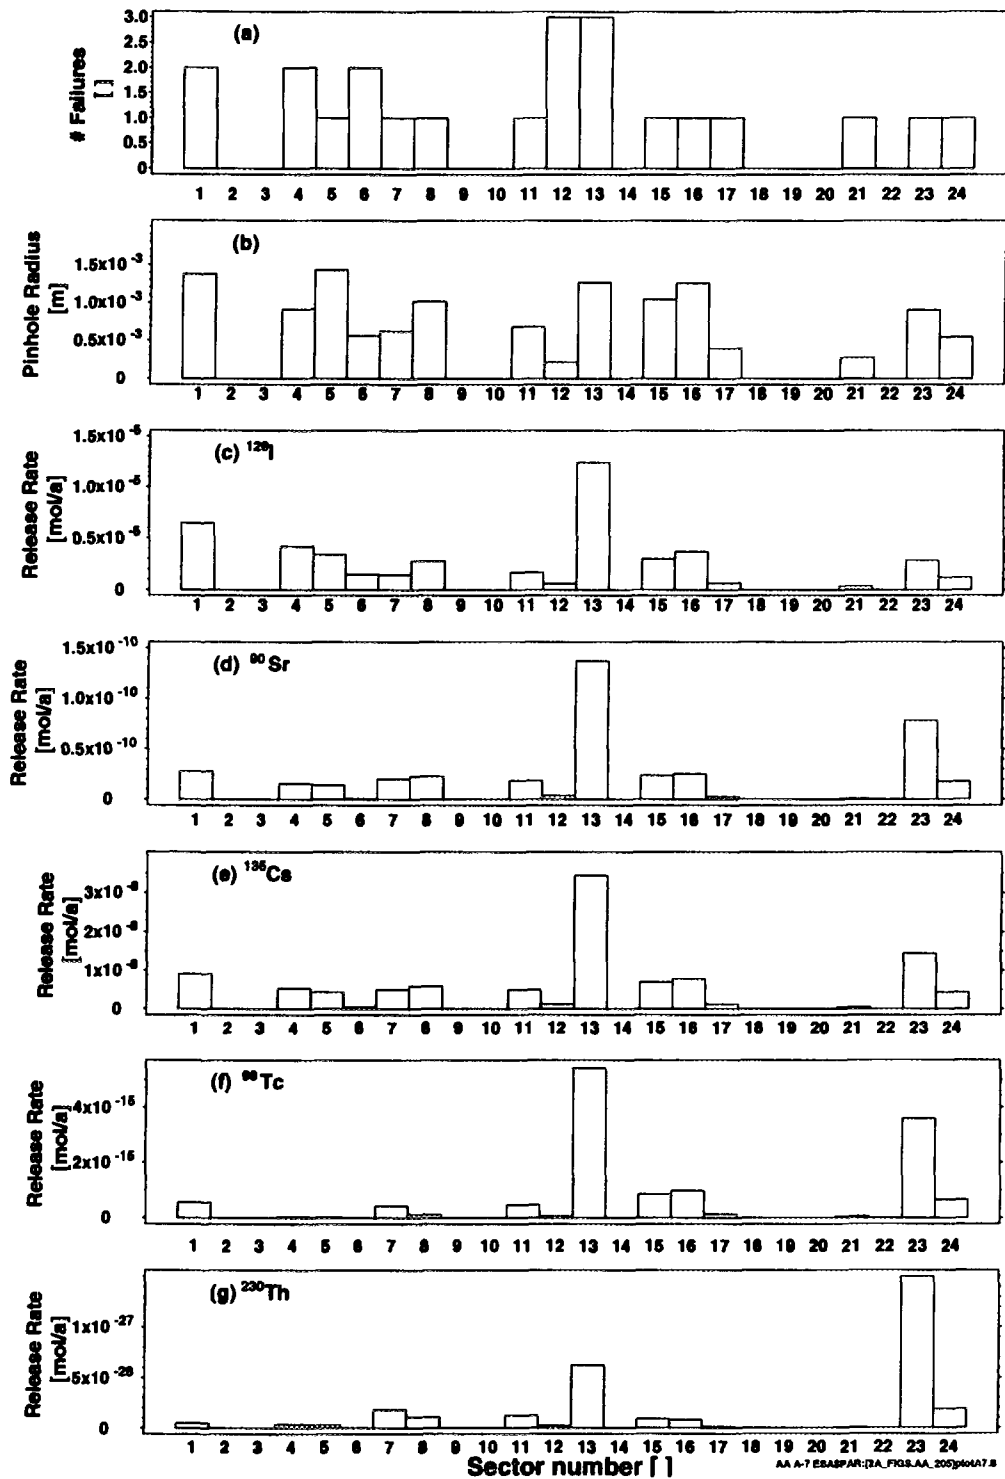 (a)
# Failures
[ ]
3.0
2.5
2.0
1.0
0.5
0
1 2 3 4 5 6 7 8 9 10 11 12 13 14 15 16 17 18 19 20 21 22 23 24
(b)
Pinhole Radius
[m]
1.5x10 -3
1.0x10 -3
0.5x10 -3
0
1 2 3 4 5 6 7 8 9 10 11 12 13 14 15 16 17 18 19 20 21 22 23 24
(c) 129I
Release Rate
[mol/a]
1.5x10 -5
1.0x10 -5
0.5x10 -5
0
1 2 3 4 5 6 7 8 9 10 11 12 13 14 15 16 17 18 19 20 21 22 23 24
(d) 90Sr
Release Rate
[mol/a]
1.5x10 -10
1.0x10 -10
0.5x10 -10
0
1 2 3 4 5 6 7 8 9 10 11 12 13 14 15 16 17 18 19 20 21 22 23 24
(e) 135Cs
Release Rate
[mol/a]
3x10 -8
2x10 -8
1x10 -8
0
1 2 3 4 5 6 7 8 9 10 11 12 13 14 15 16 17 18 19 20 21 22 23 24
(f) 99Tc
Release Rate
[mol/a]
4x10 -15
2x10 -15
0
1 2 3 4 5 6 7 8 9 10 11 12 13 14 15 16 17 18 19 20 21 22 23 24
(g) 230Th
Release Rate
[mol/a]
1x10 -27
5x10 -28
0
1 2 3 4 5 6 7 8 9 10 11 12 13 14 15 16 17 18 19 20 21 22 23 24
Sector number [ ]
AA A-7